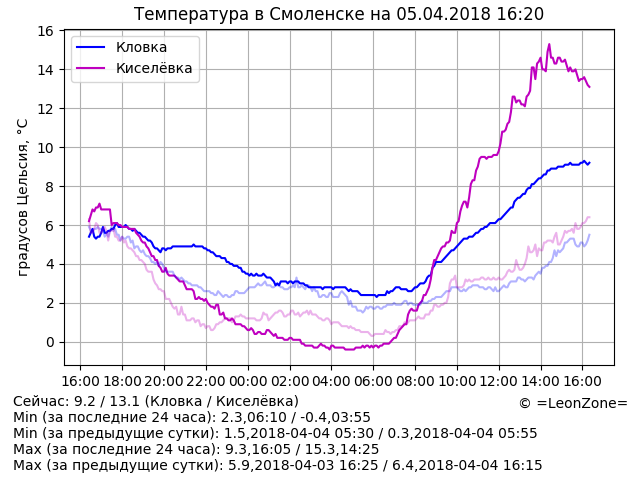 Температура в Смоленске на 05.04.2018 16:20
Кловка
Киселёвка
градусов Цельсия, °C
16
14
12
10
8
6
4
2
0
16:00 18:00 20:00 22:00 00:00 02:00 04:00 06:00 08:00 10:00 12:00 14:00 16:00
Сейчас: 9.2 / 13.1 (Кловка / Киселёвка)
© =LeonZone=
Min (за последние 24 часа): 2.3,06:10 / -0.4,03:55
Min (за предыдущие сутки): 1.5,2018-04-04 05:30 / 0.3,2018-04-04 05:55
Max (за последние 24 часа): 9.3,16:05 / 15.3,14:25
Max (за предыдущие сутки): 5.9,2018-04-03 16:25 / 6.4,2018-04-04 16:15